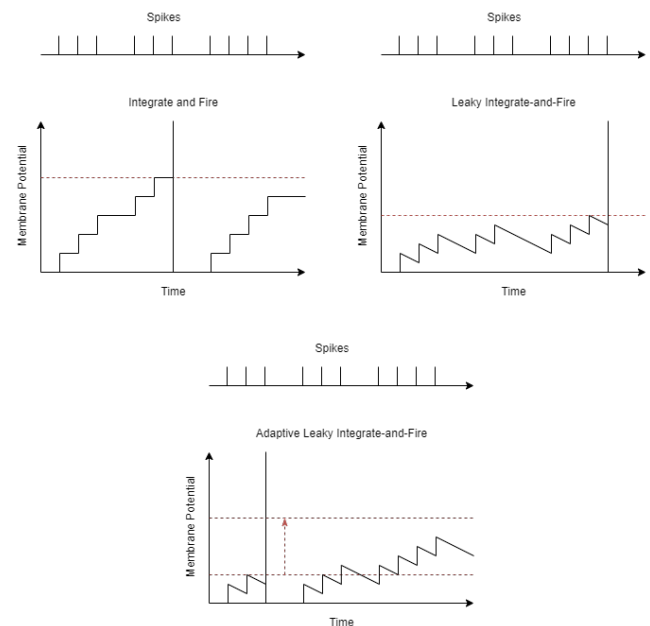 Spikes
Spikes
Integrate and Fire
Leaky Integrate-and-Fire
Membrane Potential
Membrane Potential
Time
Time
Spikes
Adaptive Leaky Integrate-and-Fire
Membrane Potential
Time